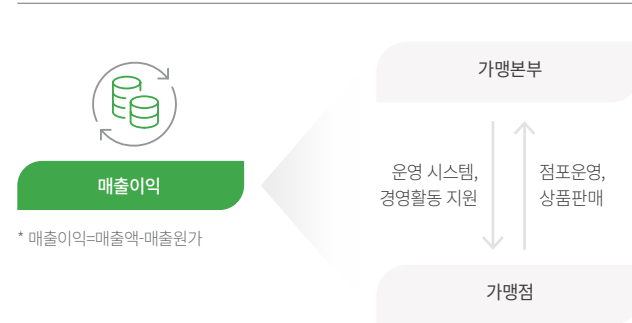 매출이익
* 매출이익=매출액-매출원가
가맹본부
운영 시스템,
경영활동 지원
점포운영,
상품판매
가맹점